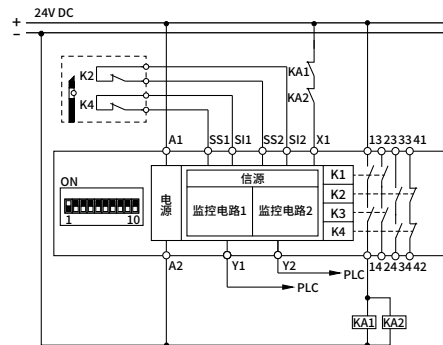 24V DC
+
−
K2
K4
KA1
KA2
A1
SS1
SI1
SS2
SI2
X1
13
23
33
41
ON
1
10
电源
信源
监控电路1
监控电路2
K1
K2
K3
K4
A2
Y1
Y2
14
24
34
42
PLC
PLC
KA1
KA2